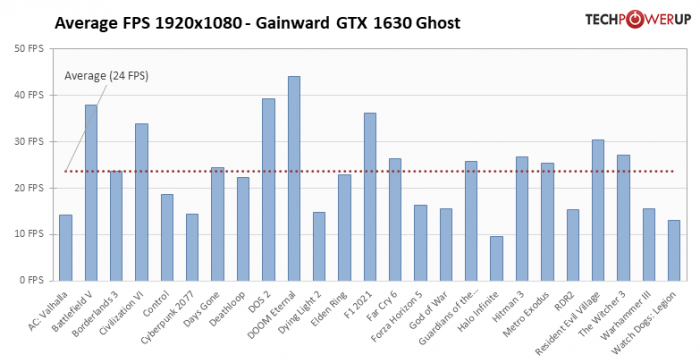 Average FPS 1920x1080 - Gainward GTX 1630 Ghost
TECHPOWERUP
50 FPS
Average (24 FPS)
40 FPS
30 FPS
20 FPS
10 FPS
0 FPS
AC: Valhalla
Battlefield V
Borderlands 3
Civilization VI
Control
Cyberpunk 2077
Days Gone
Deathloop
DOS 2
DOOM Eternal
Dying Light 2
Elden Ring
F1 2021
Far Cry 6
Forza Horizon 5
God of War
Guardians of the...
Halo Infinite
Hitman 3
Metro Exodus
RDR2
Resident Evil Village
The Witcher 3
Warhammer III
Watch Dogs: Legion